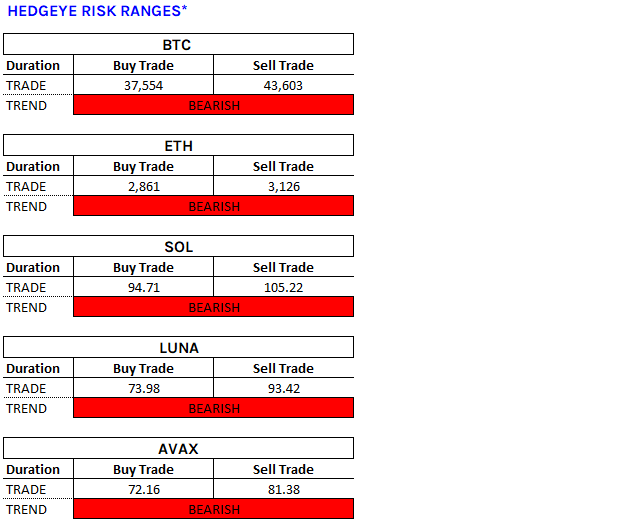 HEDGEYE RISK RANGES*
BTC
Duration Buy Trade Sell Trade
TRADE 37,554 43,603
TREND BEARISH
ETH
Duration Buy Trade Sell Trade
TRADE 2,861 3,126
TREND BEARISH
SOL
Duration Buy Trade Sell Trade
TRADE 94.71 105.22
TREND BEARISH
LUNA
Duration Buy Trade Sell Trade
TRADE 73.98 93.42
TREND BEARISH
AVAX
Duration Buy Trade Sell Trade
TRADE 72.16 81.38
TREND BEARISH